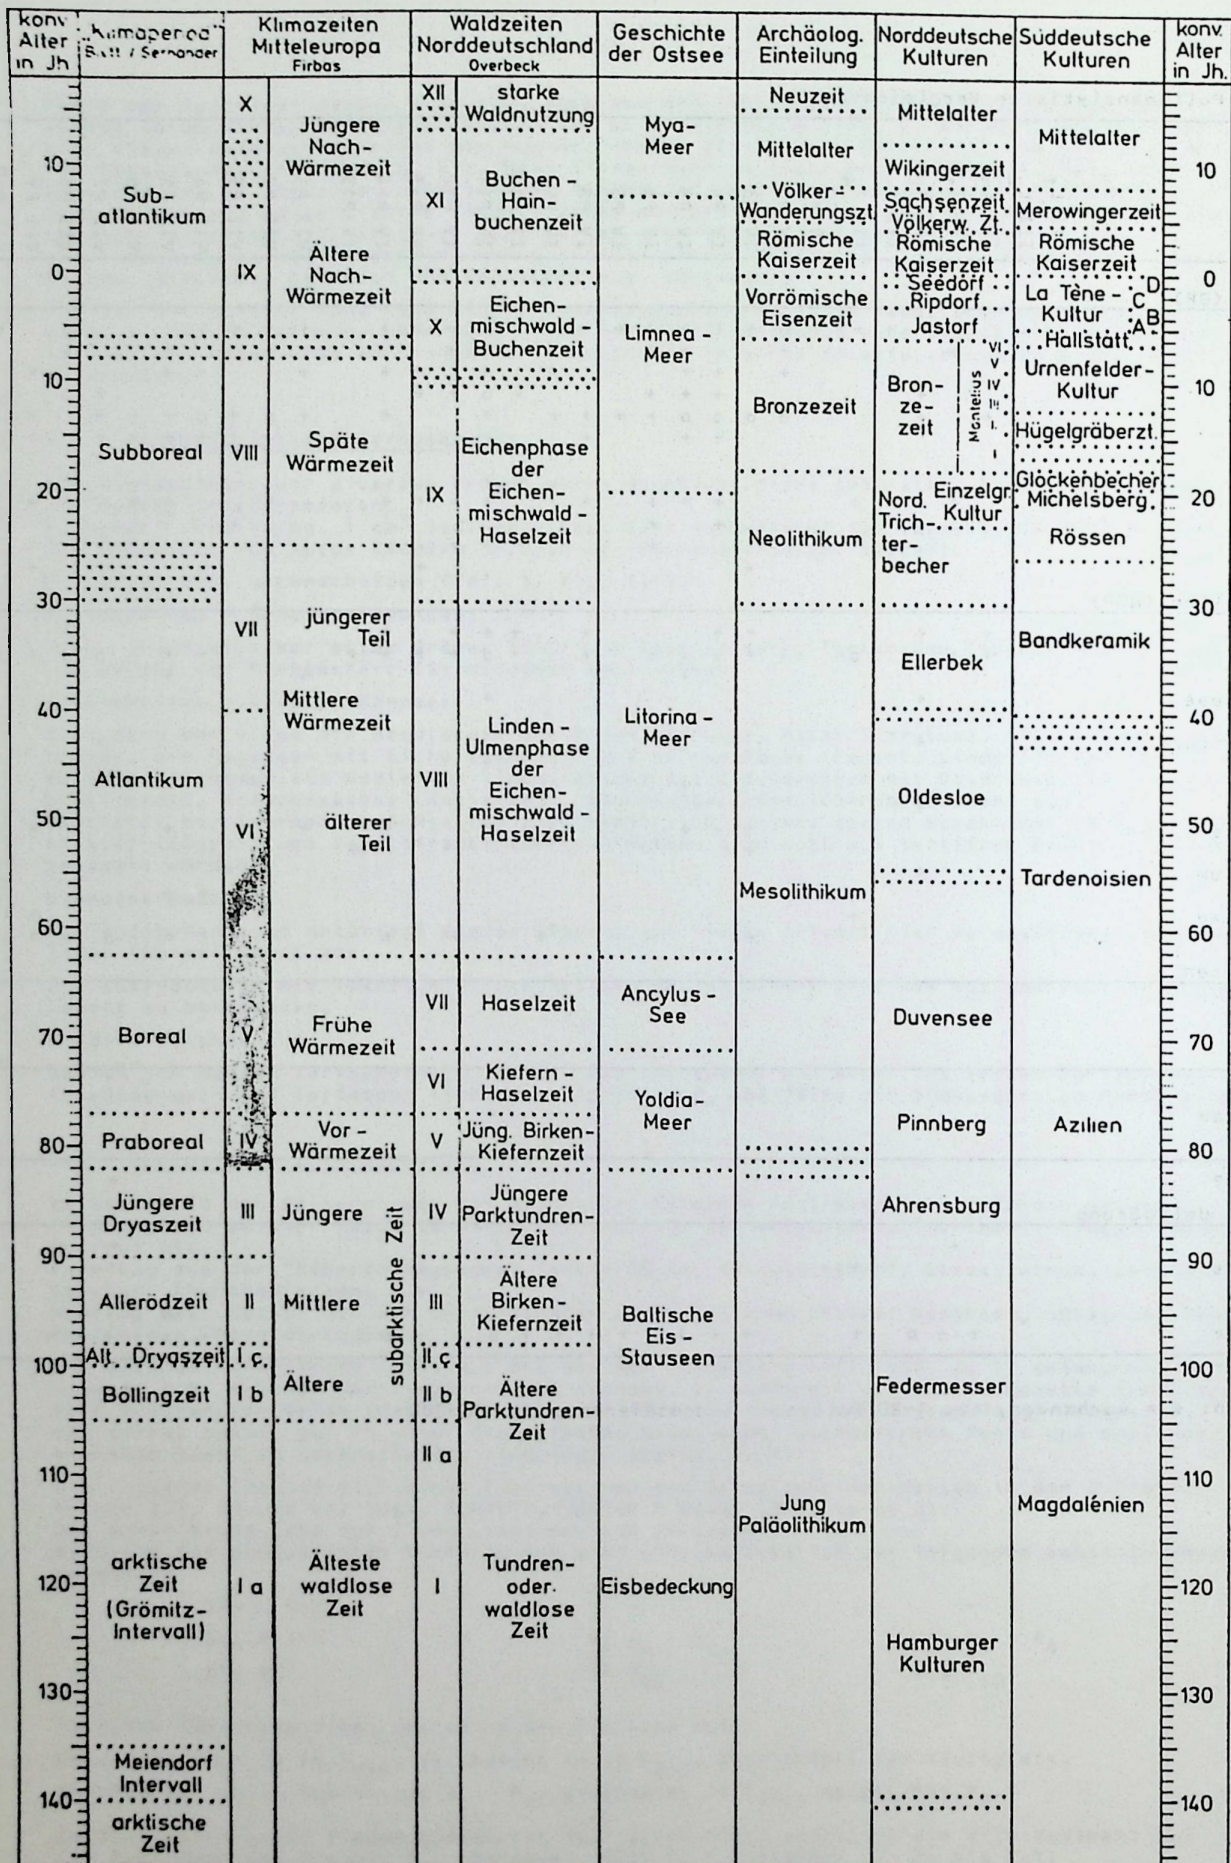 konv
Alter
in Jh.
"Klimaperiod"
Blytt / Sernander
Klimazeiten
Mitteleuropa
Firbas
Waldzeiten
Norddeutschland
Overbeck
Geschichte
der Ostsee
Archäolog.
Einteilung
Norddeutsche
Kulturen
Süddeutsche
Kulturen
konv.
Alter
in Jh.
10
0
10
20
30
40
50
60
70
80
90
100
110
120
130
140
Sub-
atlantikum
Subboreal
Atlantikum
Boreal
Praboreal
Jüngere
Dryaszeit
Allerödzeit
Alt. Dryaszeit
Böllingzeit
arktische
Zeit
(Grömitz-
Intervall)
Meiendorf
Intervall
arktische
Zeit
X
IX
VIII
VII
VI
V
IV
III
II
I c
I b
I a
Jüngere
Nach-
Wärmezeit
Ältere
Nach-
Wärmezeit
Späte
Wärmezeit
jüngerer
Teil
Mittlere
Wärmezeit
älterer
Teil
Frühe
Wärmezeit
Vor-
Wärmezeit
Jüngere
Mittlere
Ältere
subarktische Zeit
Älteste
waldlose
Zeit
XII
XI
X
IX
VIII
VII
VI
V
IV
III
II c
II b
II a
I
starke
Waldnutzung
Buchen-
Hain-
buchenzeit
Eichen-
mischwald-
Buchenzeit
Eichenphase
der
Eichen-
mischwald-
Haselzeit
Linden-
Ulmenphase
der
Eichen-
mischwald-
Haselzeit
Haselzeit
Kiefern-
Haselzeit
Jüng. Birken-
Kiefernzeit
Jüngere
Parktundren-
Zeit
Ältere
Birken-
Kiefernzeit
Ältere
Parktundren-
Zeit
Tundren-
oder
waldlose
Zeit
Mya-
Meer
Limnea-
Meer
Litorina-
Meer
Ancylus-
See
Yoldia-
Meer
Baltische
Eis-
Stauseen
Eisbedeckung
Neuzeit
Mittelalter
Völker-
Wanderungszt.
Römische
Kaiserzeit
Vorrömische
Eisenzeit
Bronzezeit
Neolithikum
Mesolithikum
Jung
Paläolithikum
Mittelalter
Wikingerzeit
Sachsenzeit
Völkerw. Zt.
Römische
Kaiserzeit
Seedorf
Ripdorf
Jastorf
Bron-
ze-
zeit
Montelius
VI
V
IV
III
I
Nord.
Trich-
ter-
becher
Einzelgr.
Kultur
Ellerbek
Oldesloe
Duvensee
Pinnberg
Ahrensburg
Federmesser
Hamburger
Kulturen
Mittelalter
Merowingerzeit
Römische
Kaiserzeit
La Tène-
Kultur
D
C
B
A
Hallstatt
Urnenfelder-
Kultur
Hügelgräberzt.
Glockenbecher
Michelsberg
Rössen
Bandkeramik
Tardenoisien
Azilien
Magdalénien
10
0
10
20
30
40
50
60
70
80
90
100
110
120
130
140